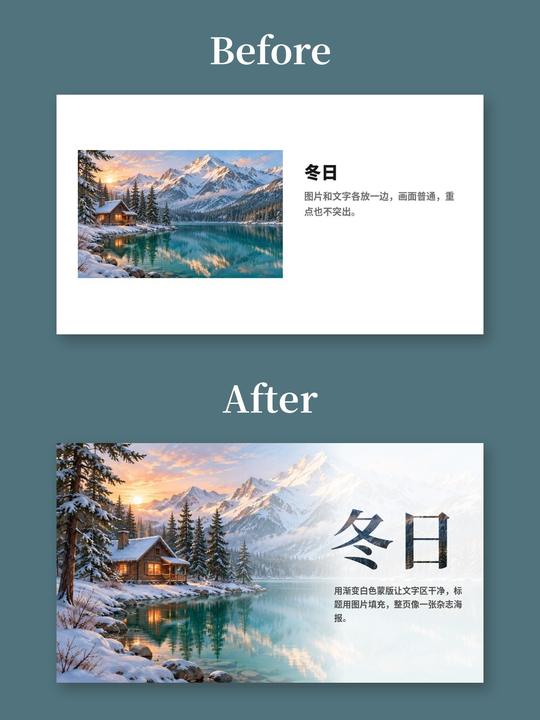 Before
冬日
图片和文字各放一边，画面普通，重
点也不突出。
After
冬日
用渐变白色蒙版让文字区干净，标
题用图片填充，整页像一张杂志海
报。